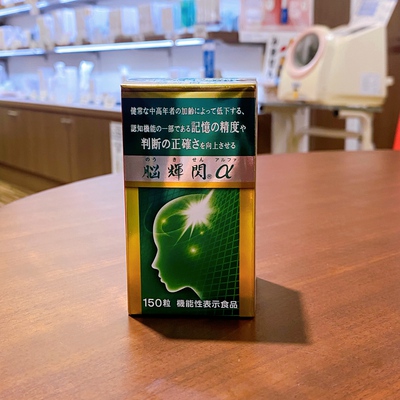 健常な中高年者の加齢によって低下する、
認知機能の一部である記憶の精度や
判断の正確さを向上させる
のうきせん アルファ
脳輝閃®α
150粒 機能性表示食品